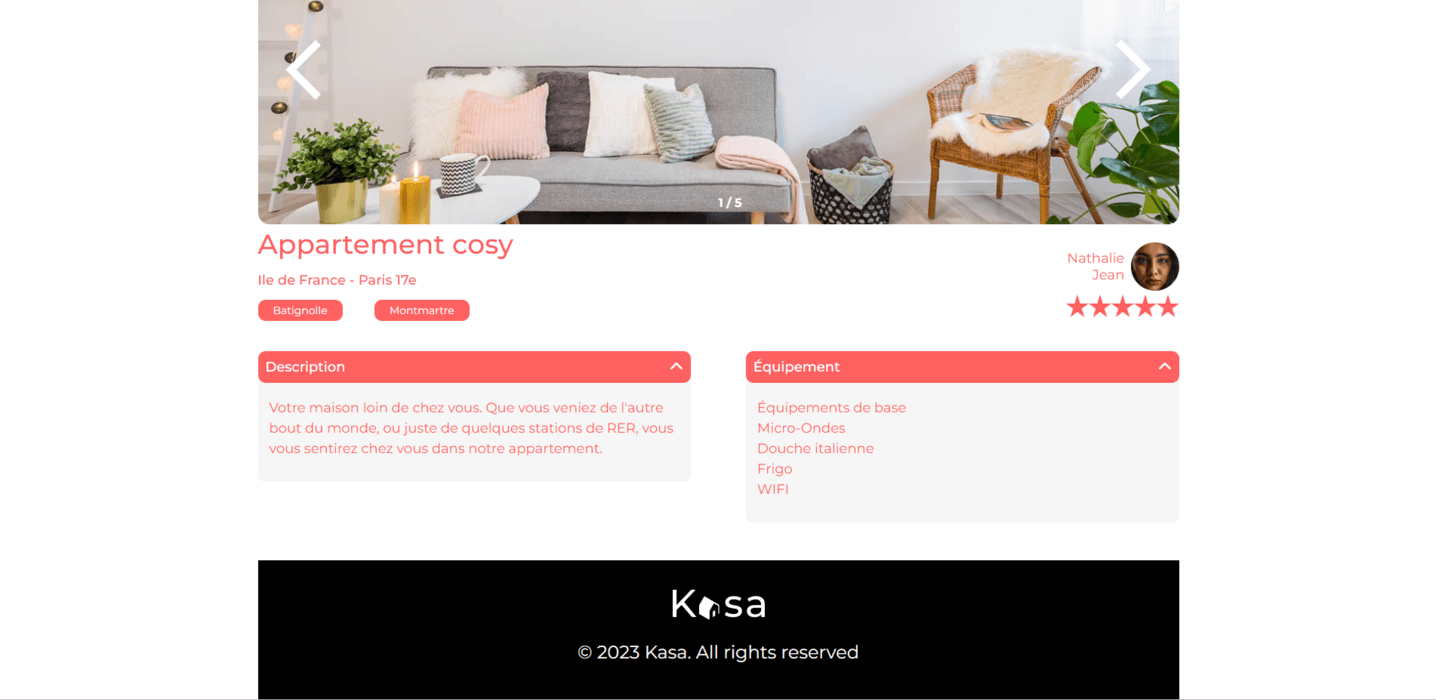 1 / 5
Appartement cosy
Ile de France - Paris 17e
Batignolle
Montmartre
Nathalie
Jean
Description
Votre maison loin de chez vous. Que vous veniez de l'autre
bout du monde, ou juste de quelques stations de RER, vous
vous sentirez chez vous dans notre appartement.
Équipement
Équipements de base
Micro-Ondes
Douche italienne
Frigo
WIFI
Kasa
© 2023 Kasa. All rights reserved